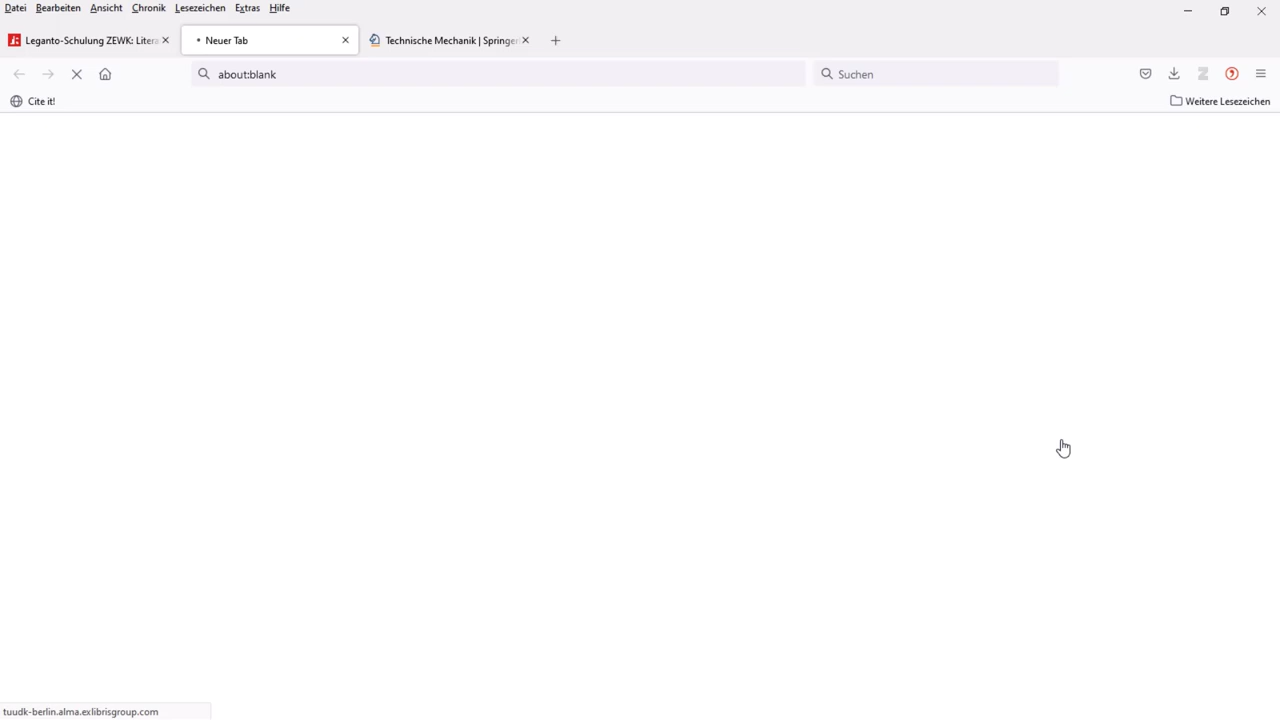 Datei Bearbeiten Ansicht Chronik Lesezeichen Extras Hilfe
Leganto-Schulung ZEWK: Litera Neuer Tab Technische Mechanik | Springer
about:blank Suchen
Cite it! Weitere Lesezeichen
tuudk-berlin.alma.exlibrisgroup.com